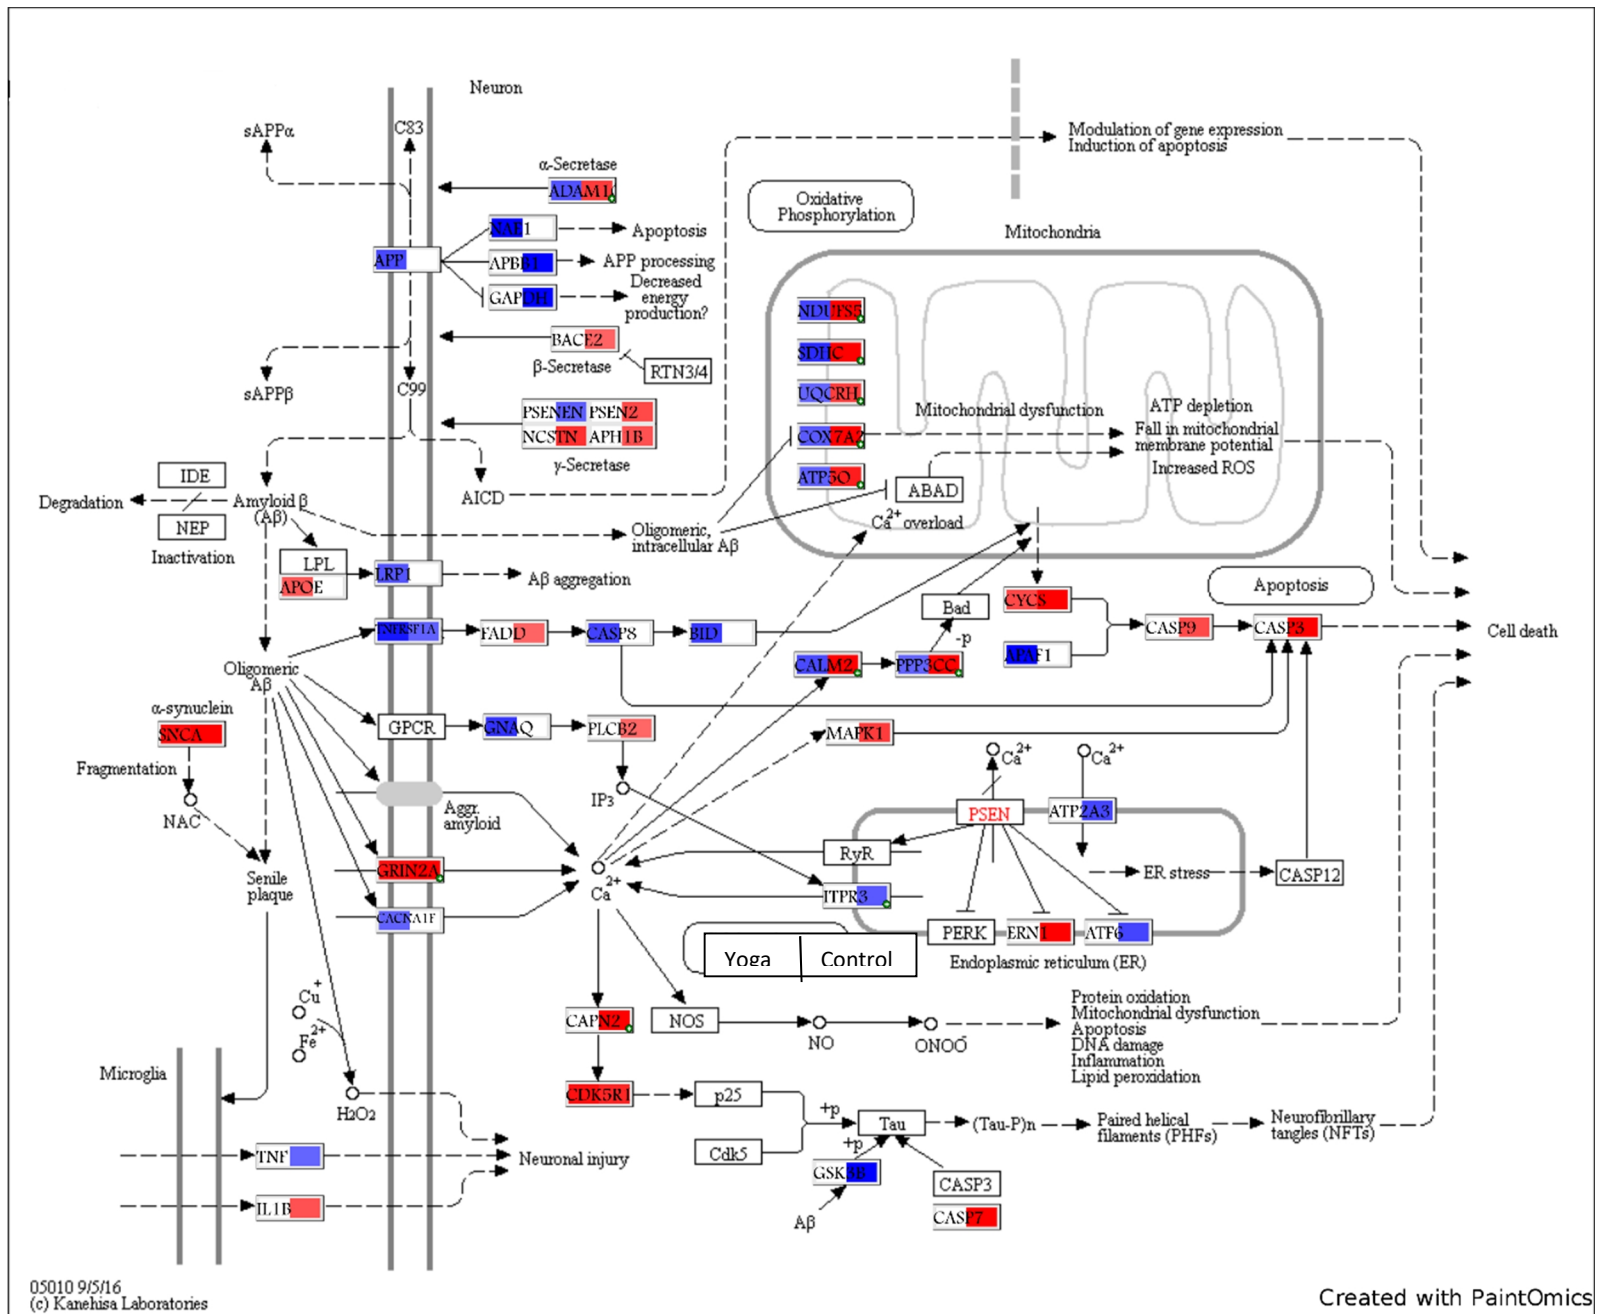 Neuron
sAPPα
C83
α-Secretase
ADAM10
NAE1
Apoptosis
APP
APBB1
APP processing
GAPDH
Decreased
energy
production?
BACE2
β-Secretase
RTN3/4
sAPPβ
C99
PSENEN PSEN2
NCSTN APH1B
γ-Secretase
AICD
Modulation of gene expression
Induction of apoptosis
Oxidative
Phosphorylation
Mitochondria
NDUFS5
SDHC
UQCRH
COX7A2
ATP5O
Mitochondrial dysfunction
ATP depletion
Fall in mitochondrial
membrane potential
Increased ROS
ABAD
Ca2+ overload
IDE
Degradation
NEP
Inactivation
Amyloid β
(Aβ)
Oligomeric,
intracellular Aβ
LPL
APOE
LRP1
Aβ aggregation
TNFRSF1A
FADD
CASP8
BID
Bad
-p
CYCS
APAF1
CASP9
CASP3
Apoptosis
Cell death
CALM2
PPP3CC
Oligomeric
Aβ
α-synuclein
SNCA
Fragmentation
NAC
GPCR
GNAQ
PLCB2
IP3
MAPK1
Aggr.
amyloid
Senile
plaque
GRIN2A
CACNA1F
Ca2+
Ca2+
Ca2+
PSEN
ATP2A3
RyR
ITPR3
ER stress
CASP12
PERK
ERN1
ATF6
Endoplasmic reticulum (ER)
Yoga
Control
Cu+
Fe2+
H2O2
CAPN2
NOS
NO
ONOO-
Protein oxidation
Mitochondrial dysfunction
Apoptosis
DNA damage
Inflammation
Lipid peroxidation
Microglia
CDK5R1
p25
Cdk5
+p
Tau
+p
(Tau-P)n
Paired helical
filaments (PHFs)
Neurofibrillary
tangles (NFTs)
TNF
IL1B
Neuronal injury
GSK3B
Aβ
CASP3
CASP7
05010 9/5/16
(c) Kanehisa Laboratories
Created with PaintOmics